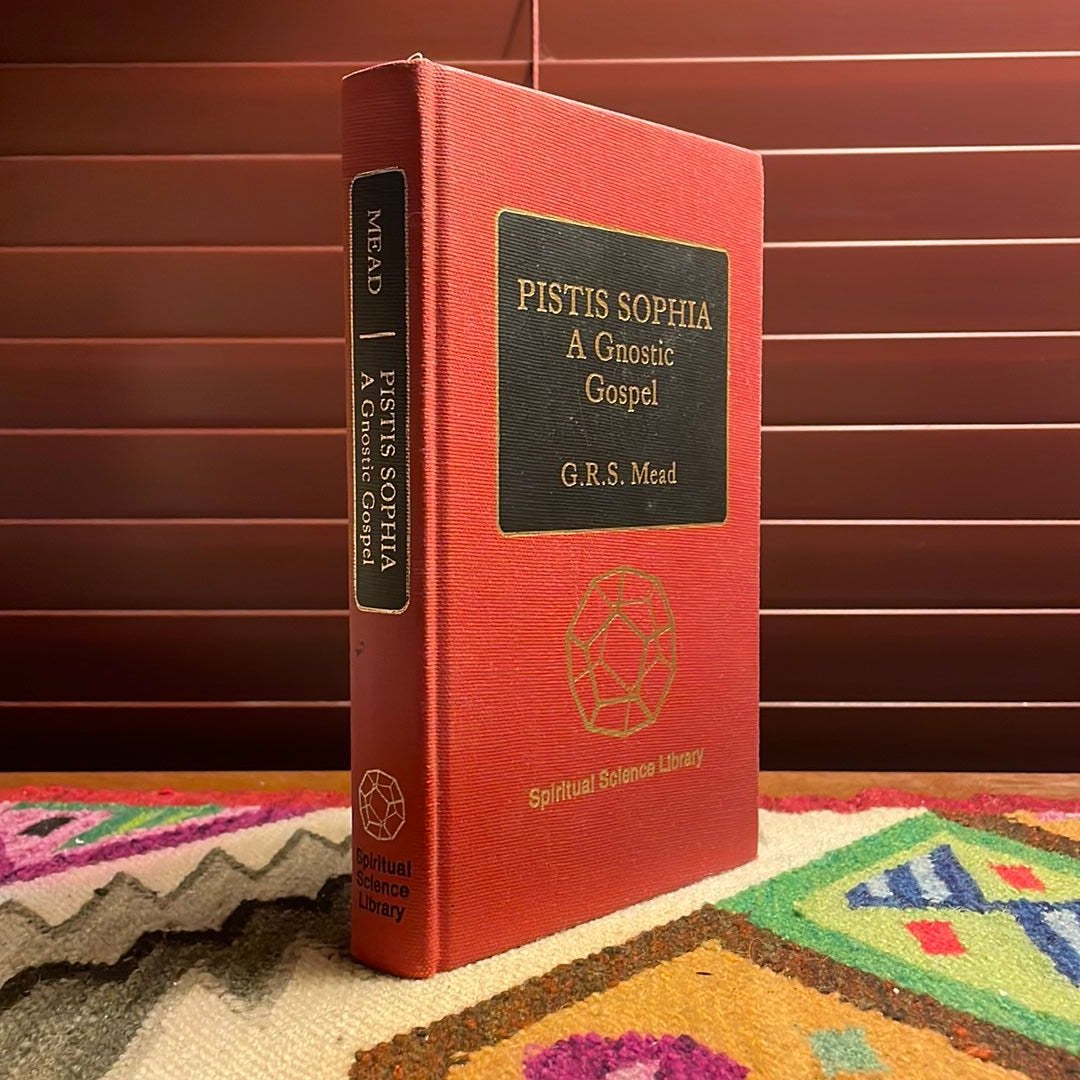 MEAD | PISTIS SOPHIA
A Gnostic Gospel
Spiritual
Science
Library
PISTIS SOPHIA
A Gnostic
Gospel
G.R.S. Mead
Spiritual Science Library